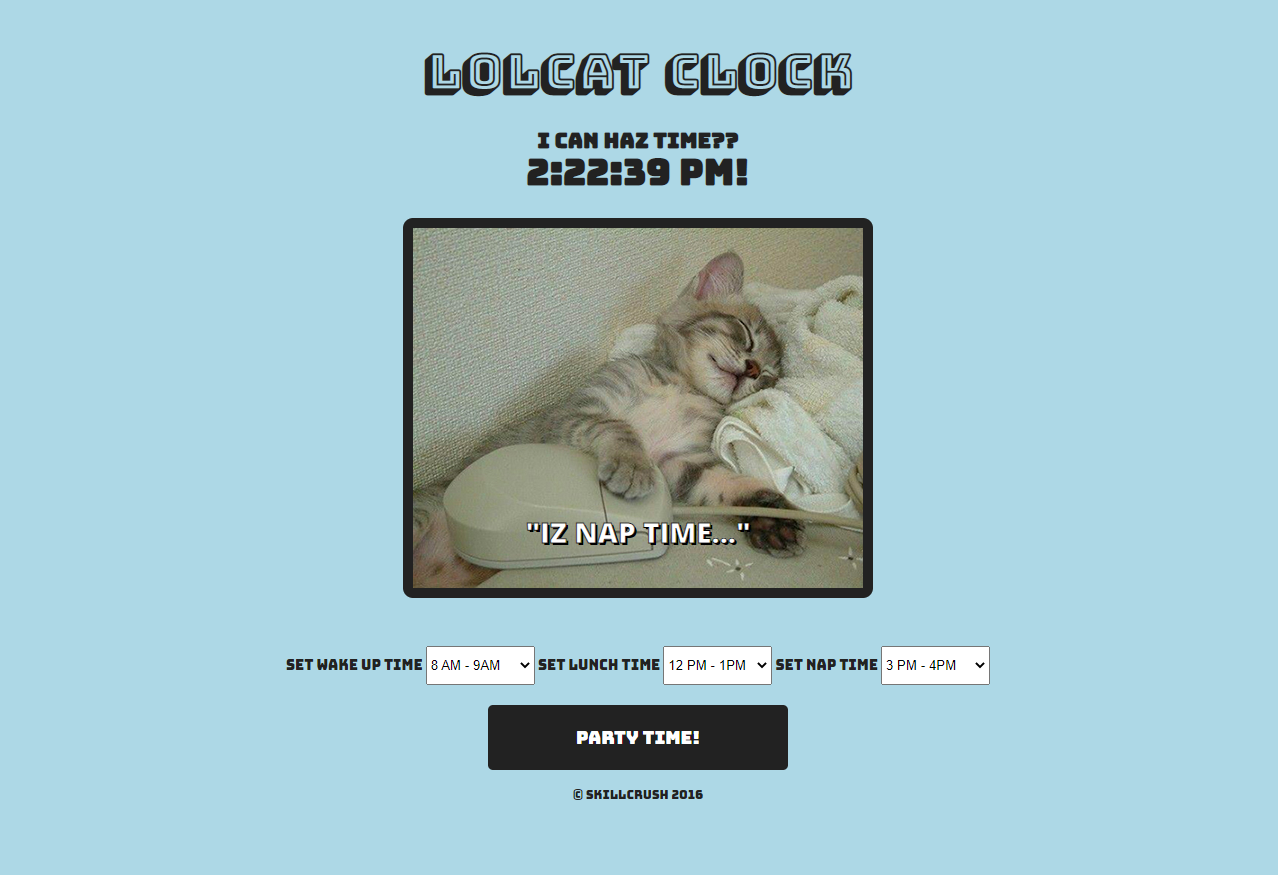 LOLCAT CLOCK
I CAN HAZ TIME??
2:22:39 PM!
"IZ NAP TIME..."
SET WAKE UP TIME 8 AM - 9AM SET LUNCH TIME 12 PM - 1PM SET NAP TIME 3 PM - 4PM
PARTY TIME!
© SKILLCRUSH 2016